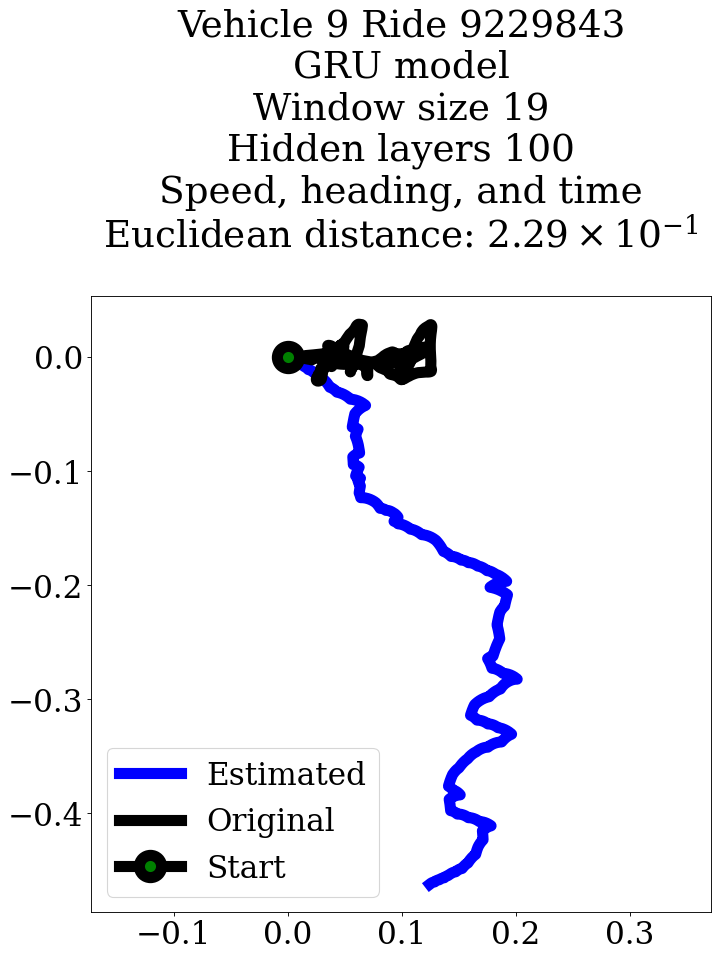 Vehicle 9 Ride 9229843
GRU model
Window size 19
Hidden layers 100
Speed, heading, and time
Euclidean distance: 2.29 × 10⁻¹
0.0
−0.1
−0.2
−0.3
−0.4
Estimated
Original
Start
−0.1 0.0 0.1 0.2 0.3